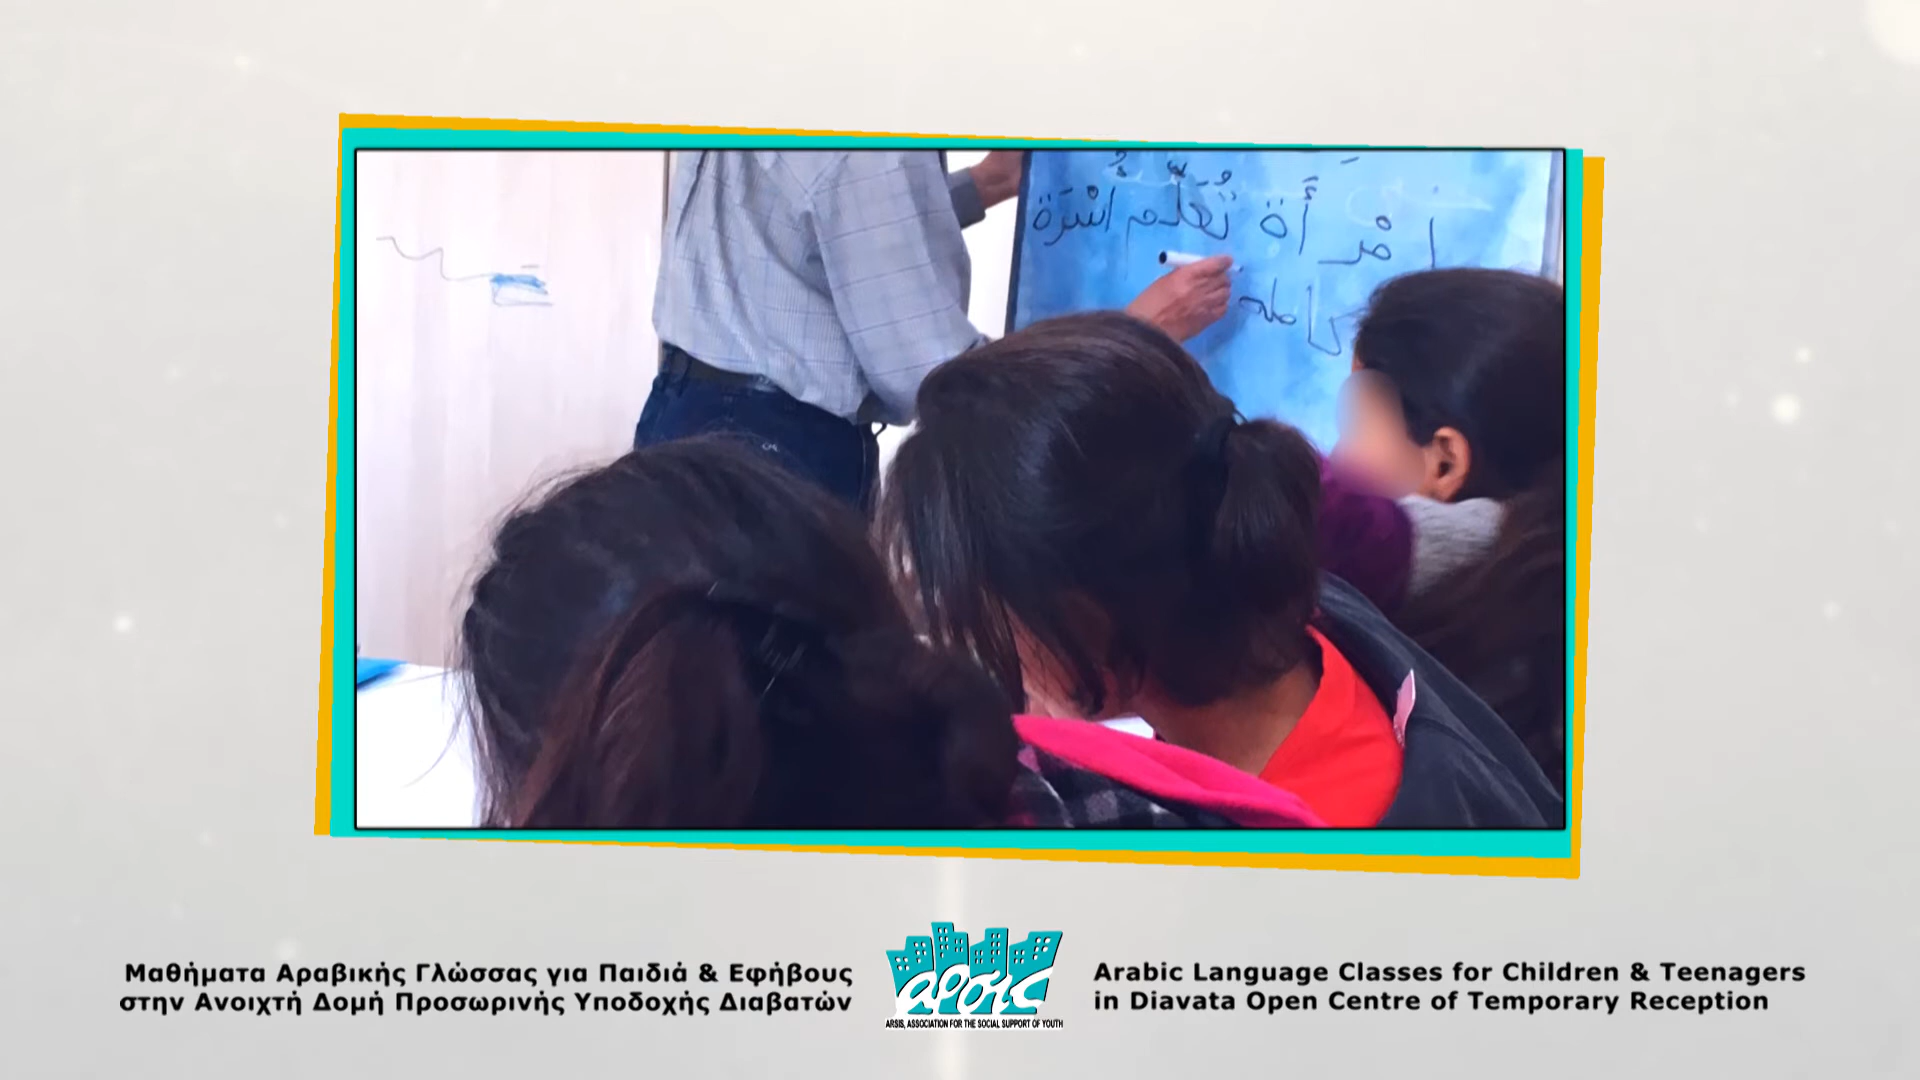 ا مْرَ أَة تُعَلِّم أُسْرَة
Μαθήματα Αραβικής Γλώσσας για Παιδιά & Εφήβους
στην Ανοιχτή Δομή Προσωρινής Υποδοχής Διαβατών
αρσις
ARSIS, ASSOCIATION FOR THE SOCIAL SUPPORT OF YOUTH
Arabic Language Classes for Children & Teenagers
in Diavata Open Centre of Temporary Reception